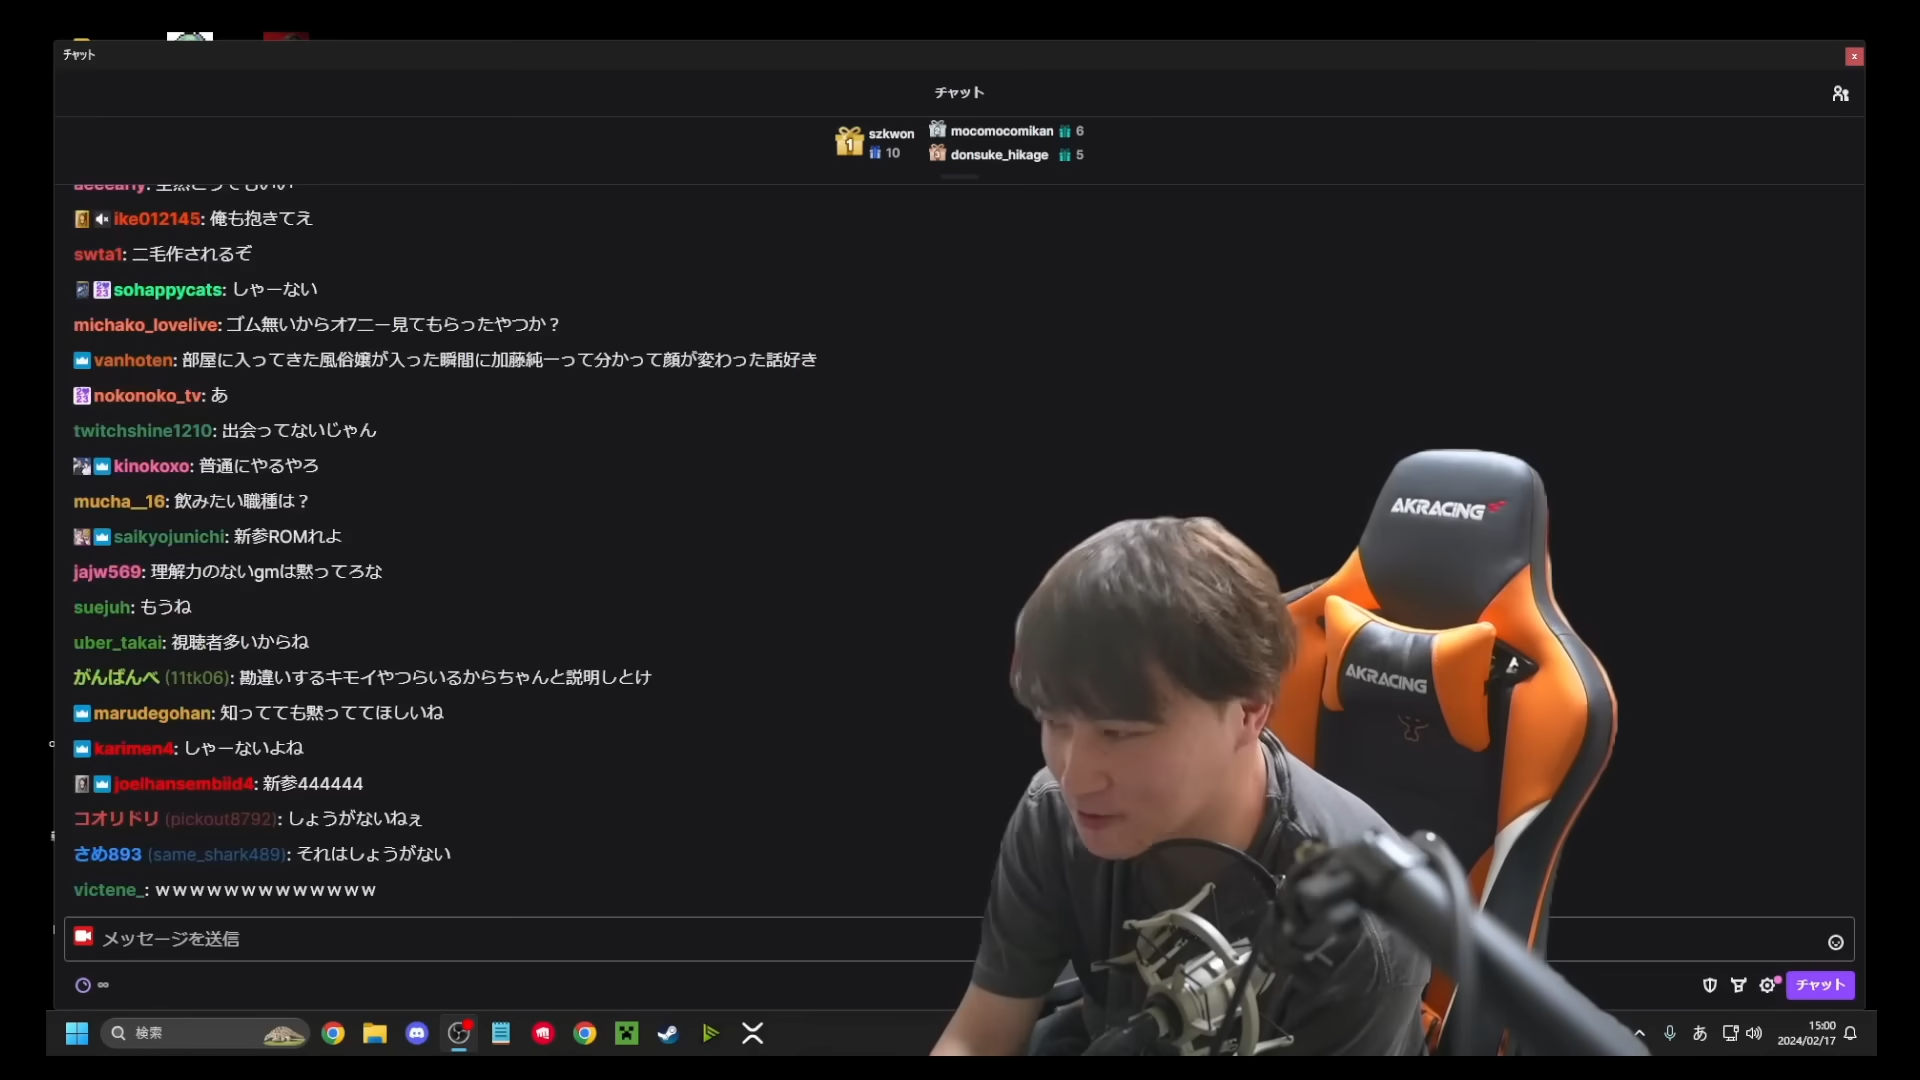 チャット
チャット
szkwon
10
mocomocomikan 6
donsuke_hikage 5
ike012145: 俺も抱きてえ
swta1: 二毛作されるぞ
sohappycats: しゃーない
michako_lovelive: ゴム無いからオ7ニー見てもらったやつか？
vanhoten: 部屋に入ってきた風俗嬢が入った瞬間に加藤純一って分かって顔が変わった話好き
nokonoko_tv: あ
twitchshine1210: 出会ってないじゃん
kinokoxo: 普通にやるやろ
mucha__16: 飲みたい職種は？
saikyojunichi: 新参ROMれよ
jajw569: 理解力のないgmは黙ってろな
suejuh: もうね
uber_takai: 視聴者多いからね
がんぱんべ (11tk06): 勘違いするキモイやつらいるからちゃんと説明しとけ
marudegohan: 知ってても黙っててほしいね
karimen4: しゃーないよね
joelhansembiid4: 新参444444
コオリドリ (pickout8792): しょうがないねぇ
さめ893 (same_shark489): それはしょうがない
victene_: ｗｗｗｗｗｗｗｗｗｗｗｗｗ
AKRACING
AKRACING
メッセージを送信
∞
チャット
検索
あ
15:00
2024/02/17